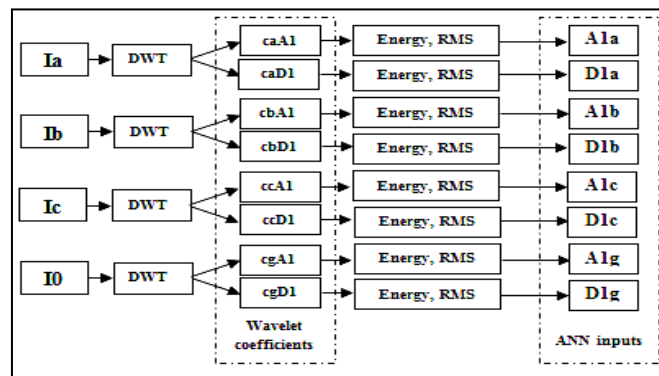 Ia DWT caA1 Energy, RMS A1a
caD1 Energy, RMS D1a
Ib DWT cbA1 Energy, RMS A1b
cbD1 Energy, RMS D1b
Ic DWT ccA1 Energy, RMS A1c
ccD1 Energy, RMS D1c
I0 DWT cgA1 Energy, RMS A1g
cgD1 Energy, RMS D1g
Wavelet
coefficients
ANN inputs